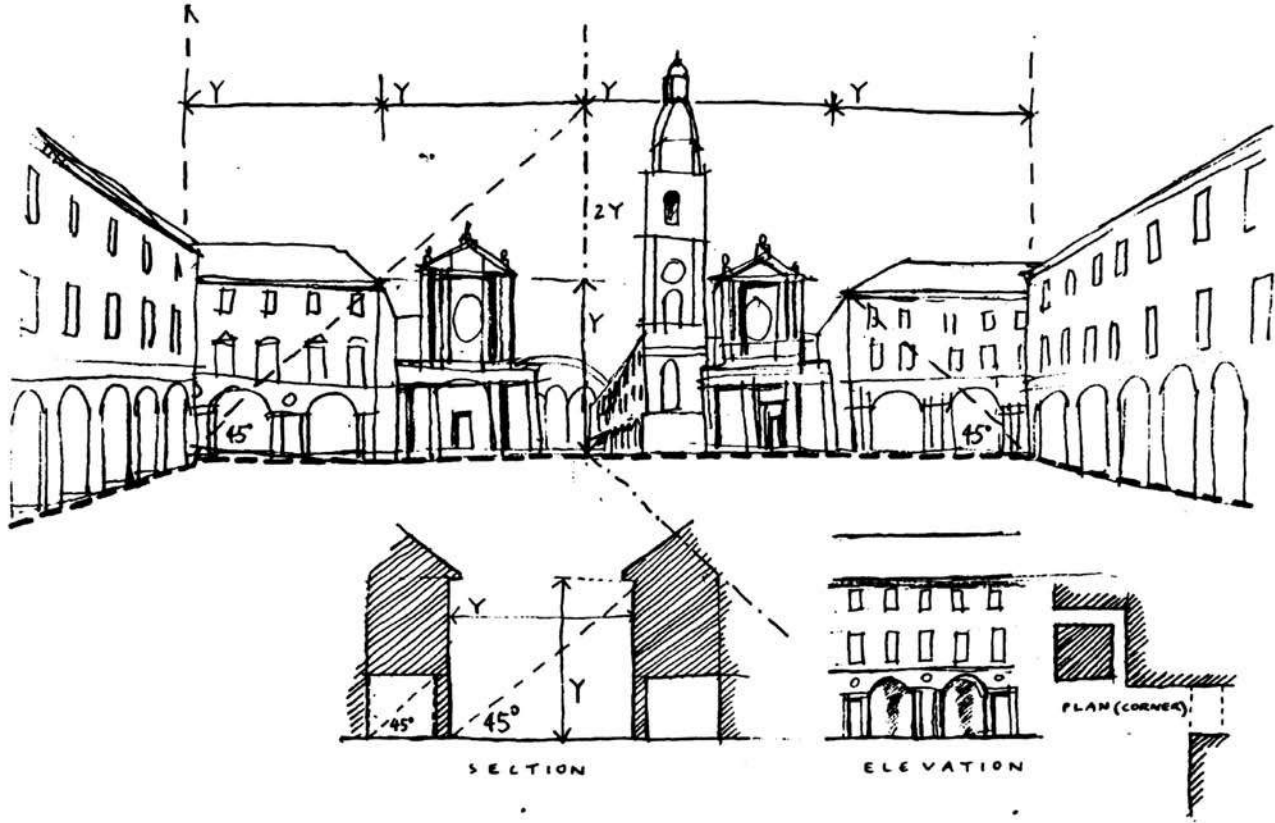 Y Y Y Y
2Y
Y
45° 45°
Y
Y
45° 45°
PLAN (CORNER)
SECTION ELEVATION